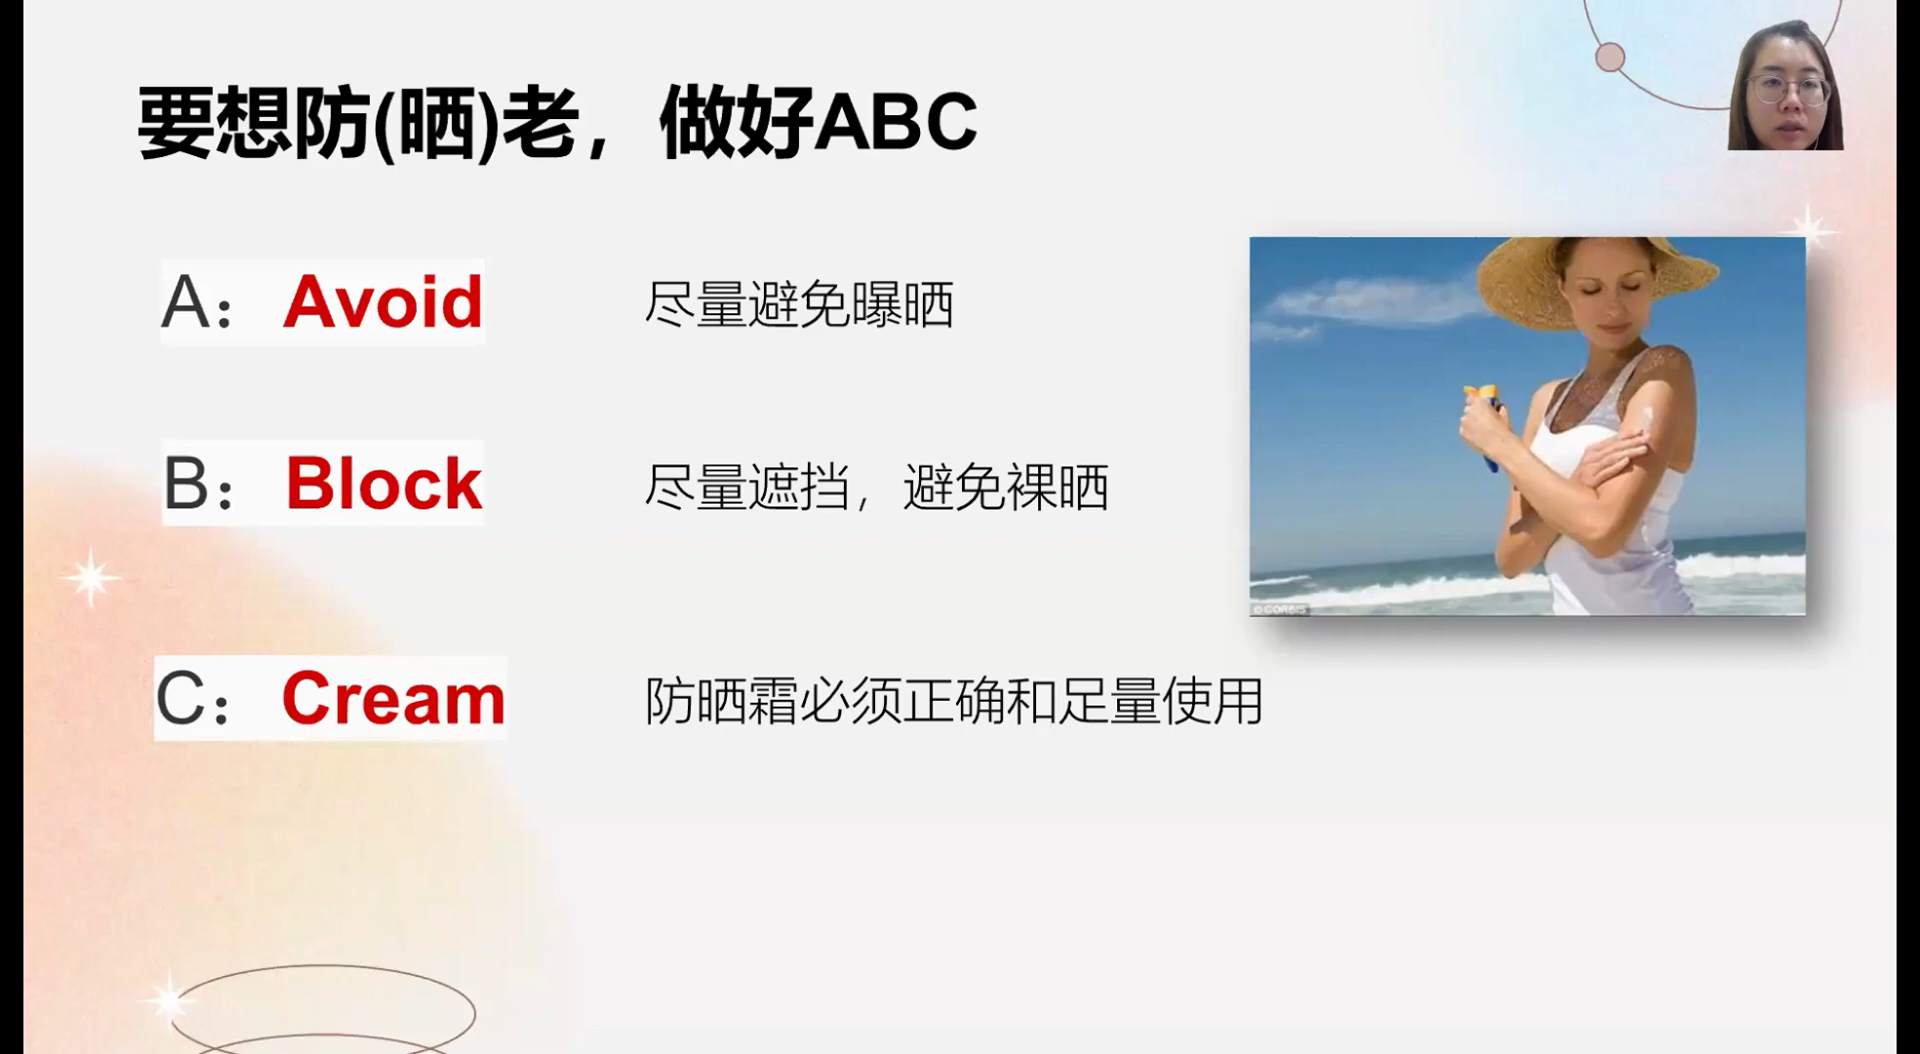 要想防(晒)老，做好ABC
A：Avoid 尽量避免曝晒
B：Block 尽量遮挡，避免裸晒
C：Cream 防晒霜必须正确和足量使用
© CORBIS